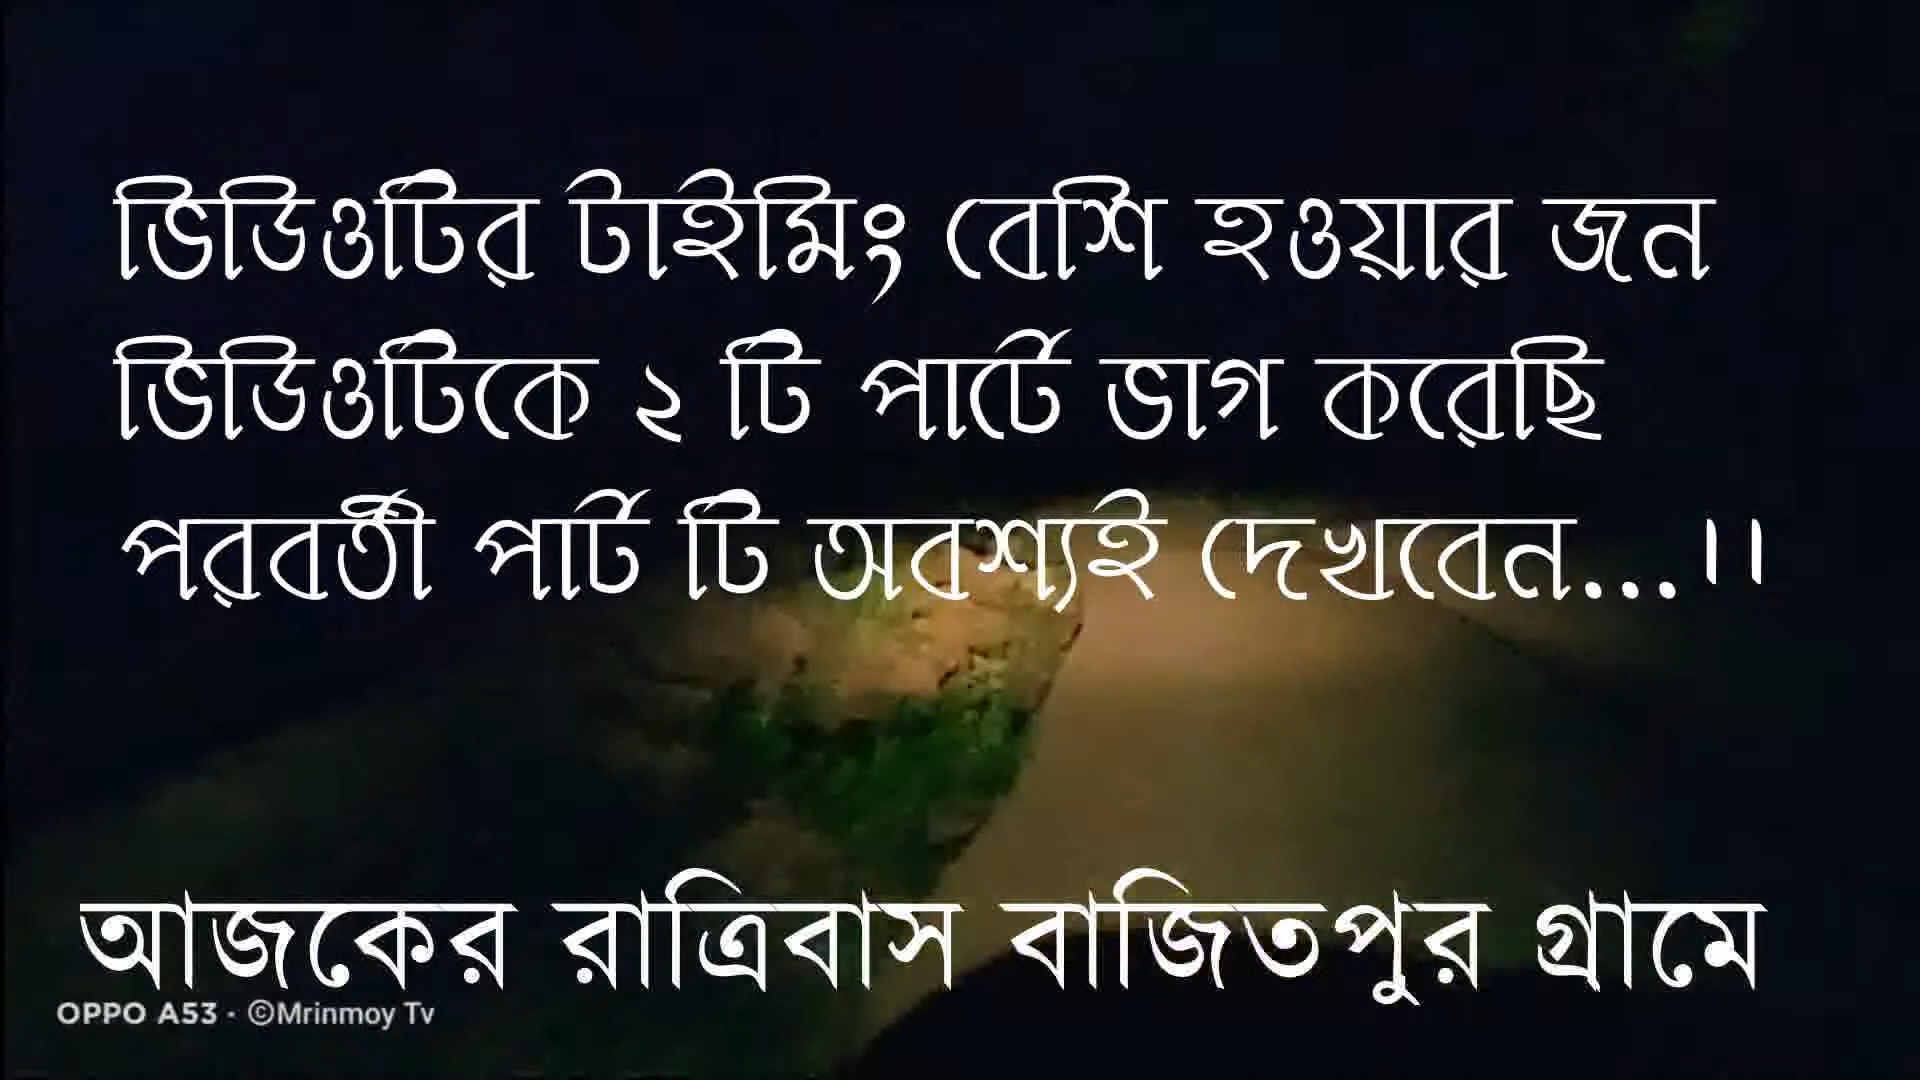 ভিডিওটির টাইমিং বেশি হওয়ার জন
ভিডিওটিকে ২ টি পার্টে ভাগ করেছি
পরবর্তী পার্ট টি অবশ্যই দেখবেন...।।
আজকের রাত্রিবাস বাজিতপুর গ্রামে
OPPO A53 · ©Mrinmoy Tv